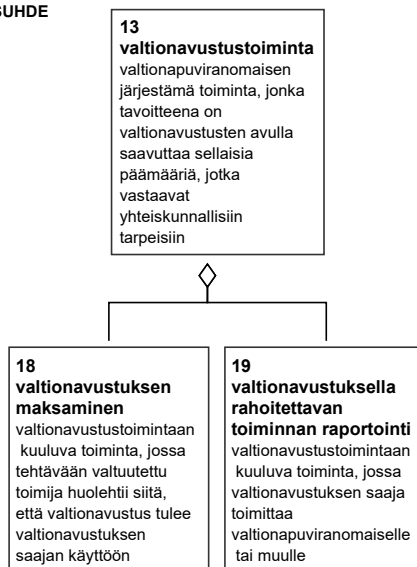 SUHDE
13
valtionavustustoiminta
valtionapuviranomaisen
järjestämä toiminta, jonka
tavoitteena on
valtionavustusten avulla
saavuttaa sellaisia
päämääriä, jotka
vastaavat
yhteiskunnallisiin
tarpeisiin
18
valtionavustuksen
maksaminen
valtionavustustoimintaan
kuuluva toiminta, jossa
tehtävään valtuutettu
toimija huolehtii siitä,
että valtionavustus tulee
valtionavustuksen
saajan käyttöön
19
valtionavustuksella
rahoitettavan
toiminnan raportointi
valtionavustustoimintaan
kuuluva toiminta, jossa
valtionavustuksen saaja
toimittaa
valtionapuviranomaiselle
tai muulle